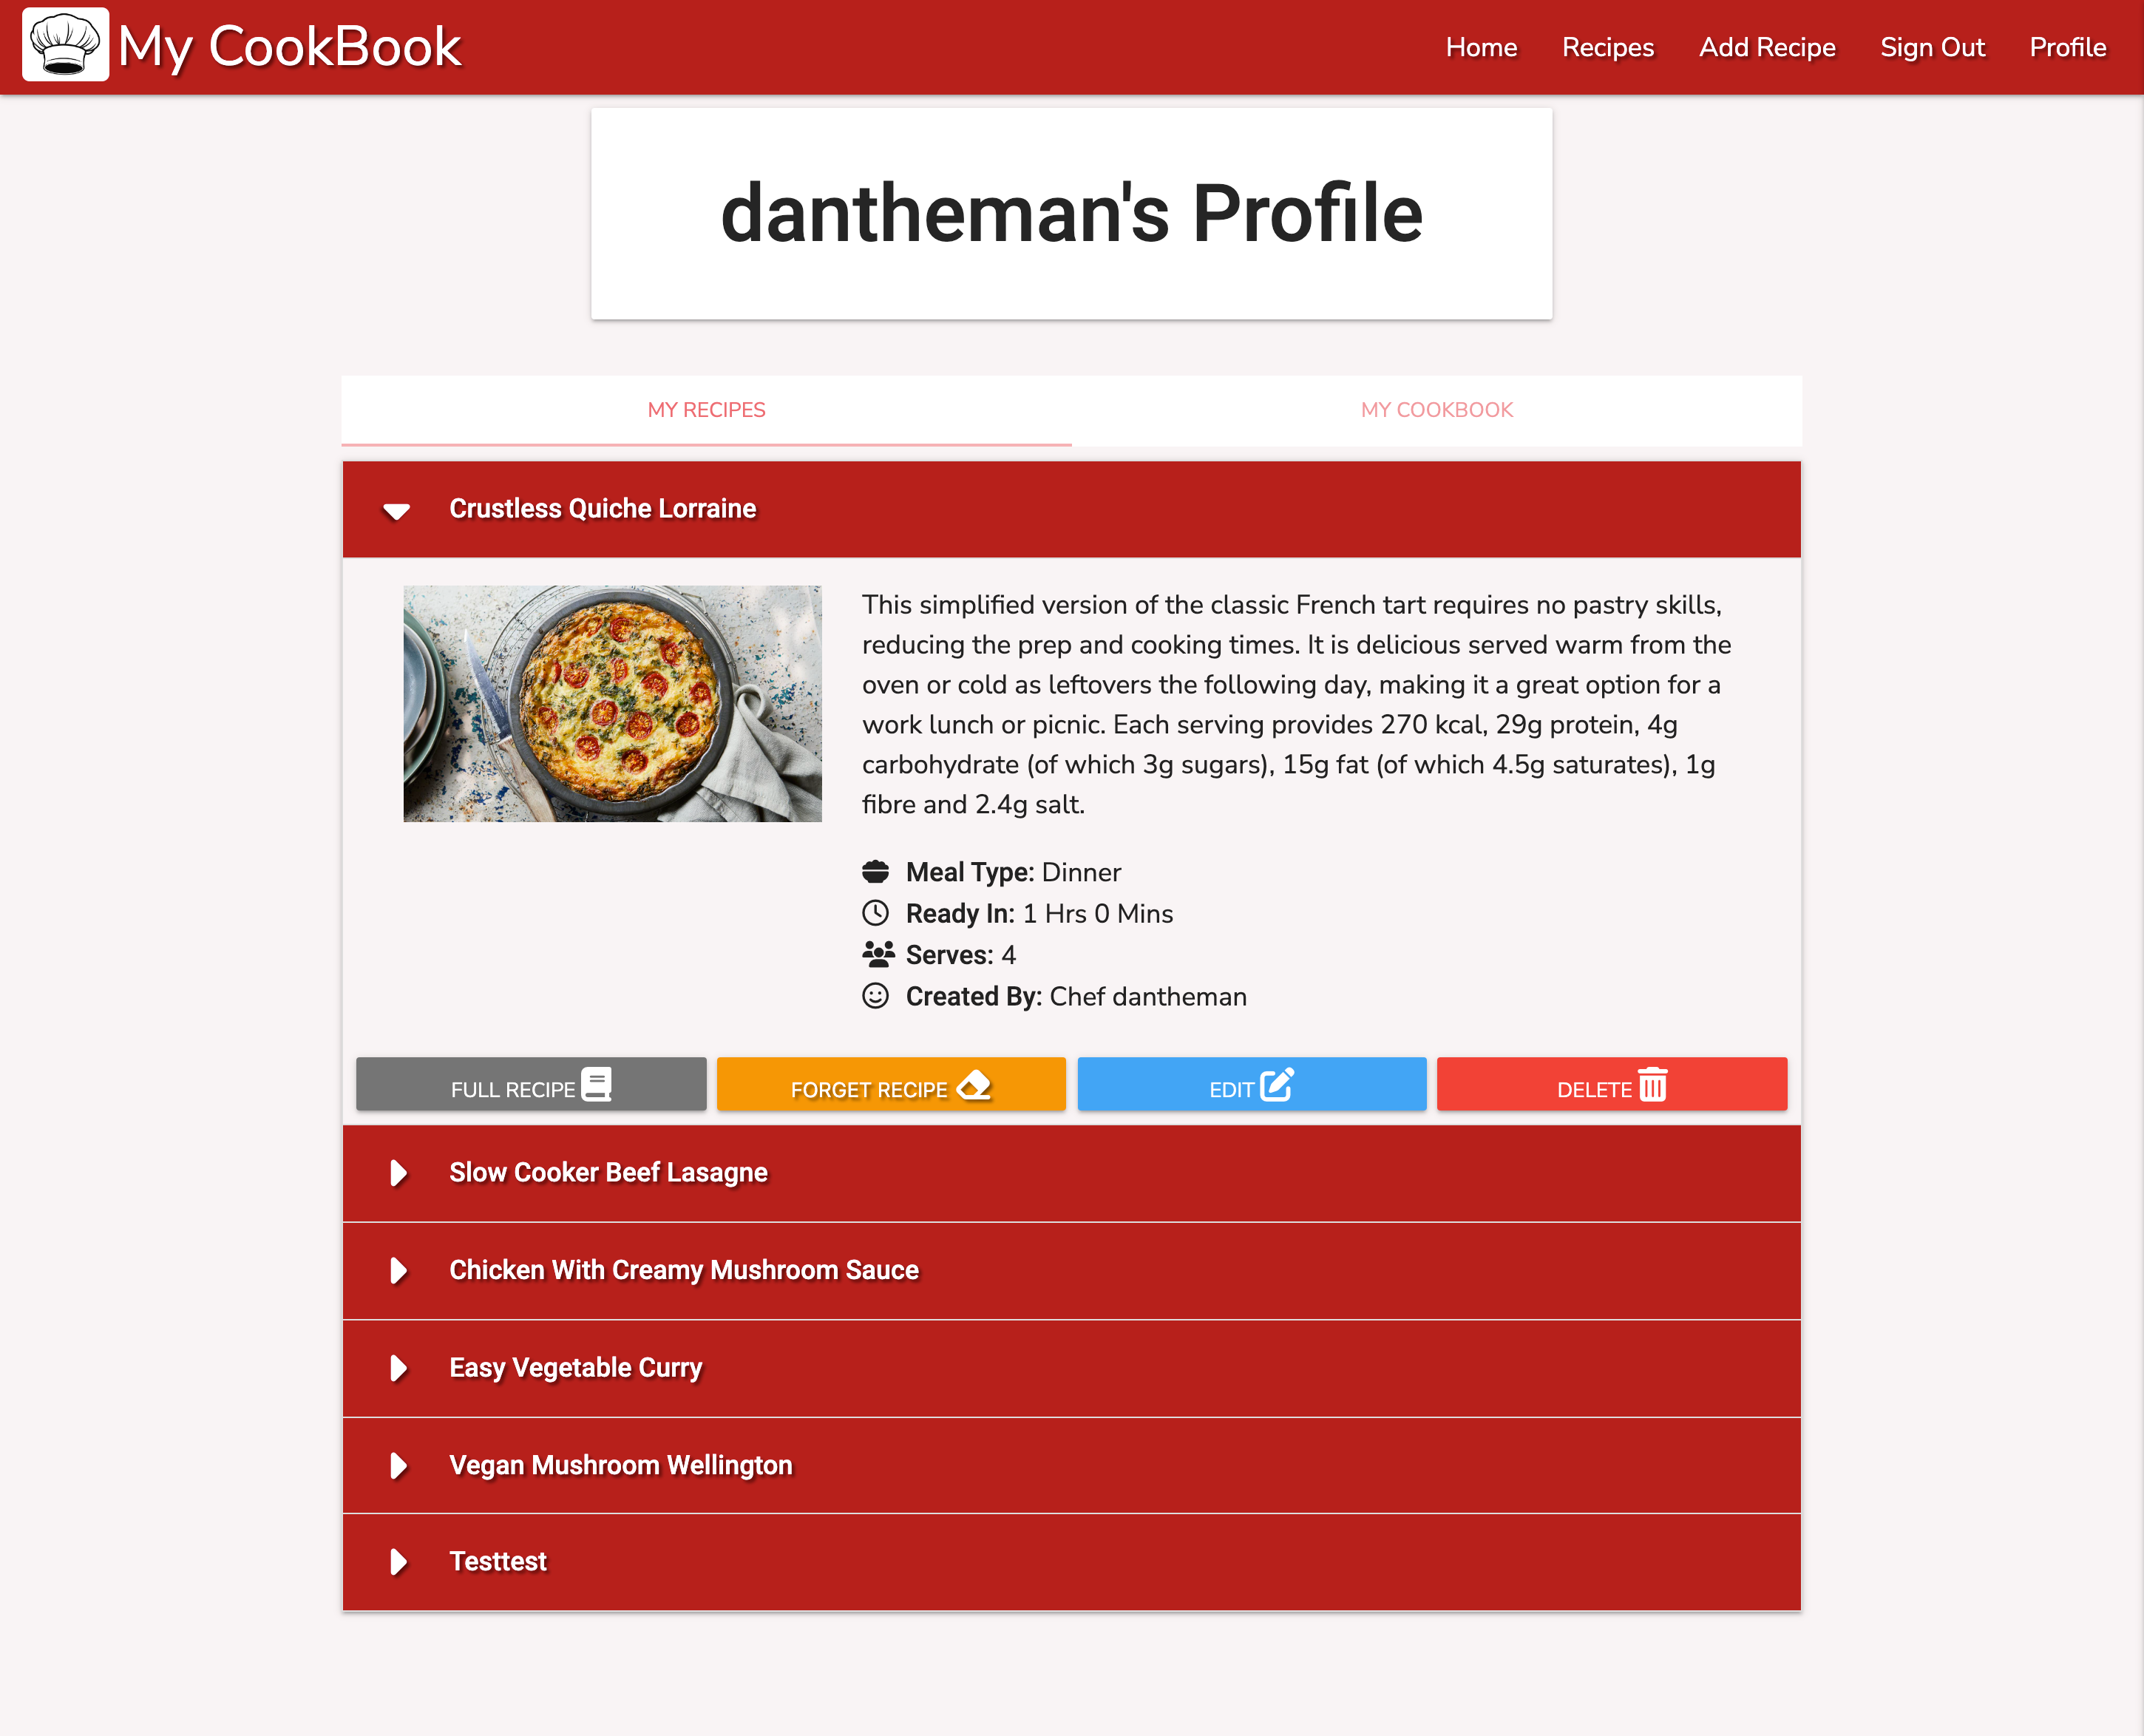 My CookBook
Home Recipes Add Recipe Sign Out Profile
dantheman's Profile
MY RECIPES MY COOKBOOK
Crustless Quiche Lorraine
This simplified version of the classic French tart requires no pastry skills,
reducing the prep and cooking times. It is delicious served warm from the
oven or cold as leftovers the following day, making it a great option for a
work lunch or picnic. Each serving provides 270 kcal, 29g protein, 4g
carbohydrate (of which 3g sugars), 15g fat (of which 4.5g saturates), 1g
fibre and 2.4g salt.
Meal Type: Dinner
Ready In: 1 Hrs 0 Mins
Serves: 4
Created By: Chef dantheman
FULL RECIPE FORGET RECIPE EDIT DELETE
Slow Cooker Beef Lasagne
Chicken With Creamy Mushroom Sauce
Easy Vegetable Curry
Vegan Mushroom Wellington
Testtest